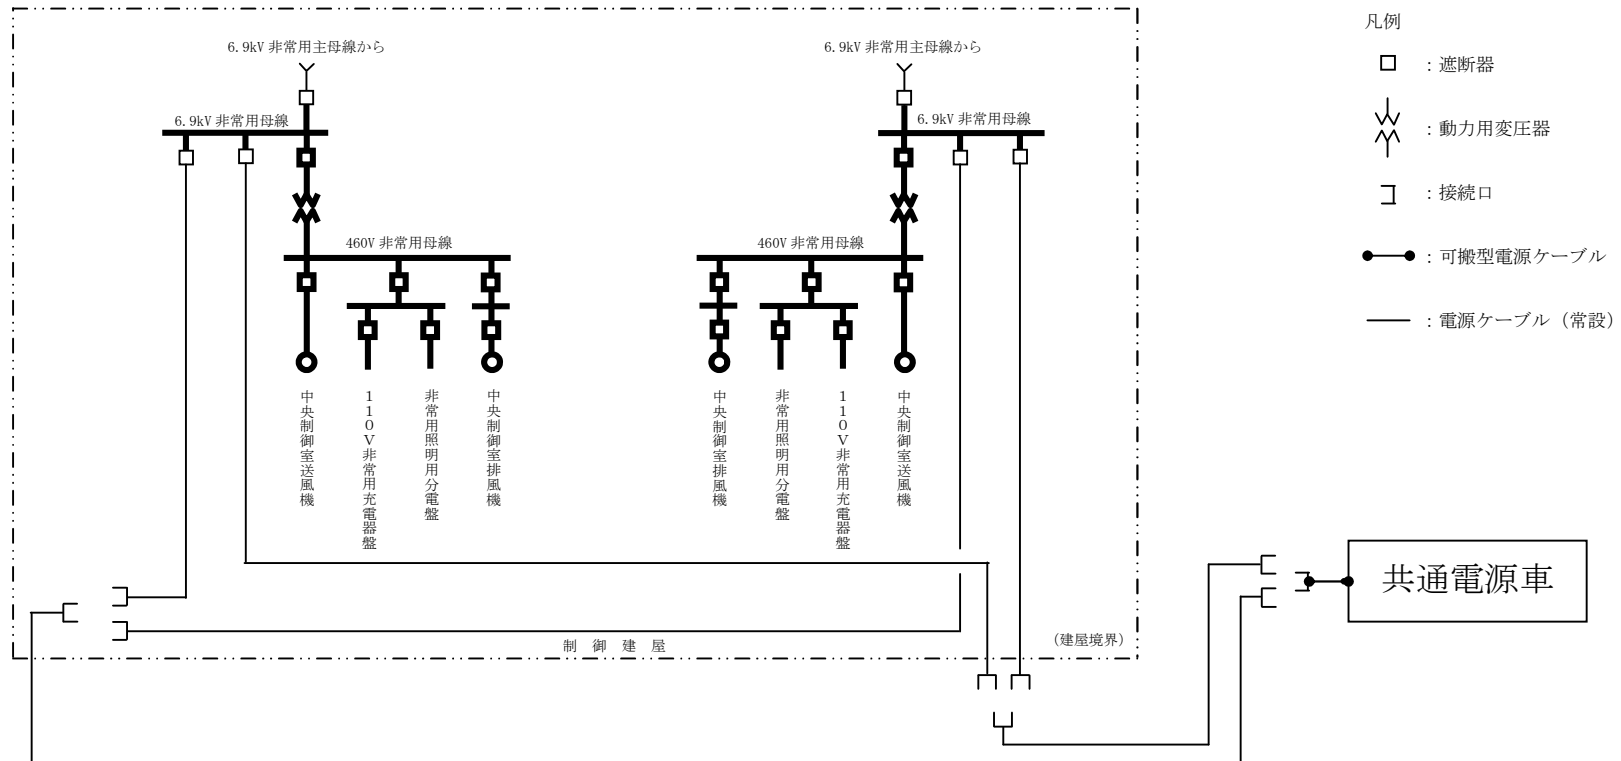 6.9kV 非常用主母線から
6.9kV 非常用主母線から
6.9kV 非常用母線
6.9kV 非常用母線
460V 非常用母線
460V 非常用母線
中央制御室送風機
110V非常用充電器盤
非常用照明用分電盤
中央制御室排風機
中央制御室排風機
非常用照明用分電盤
110V非常用充電器盤
中央制御室送風機
制 御 建 屋
(建屋境界)
凡例
：遮断器
：動力用変圧器
：接続口
：可搬型電源ケーブル
：電源ケーブル（常設）
共通電源車